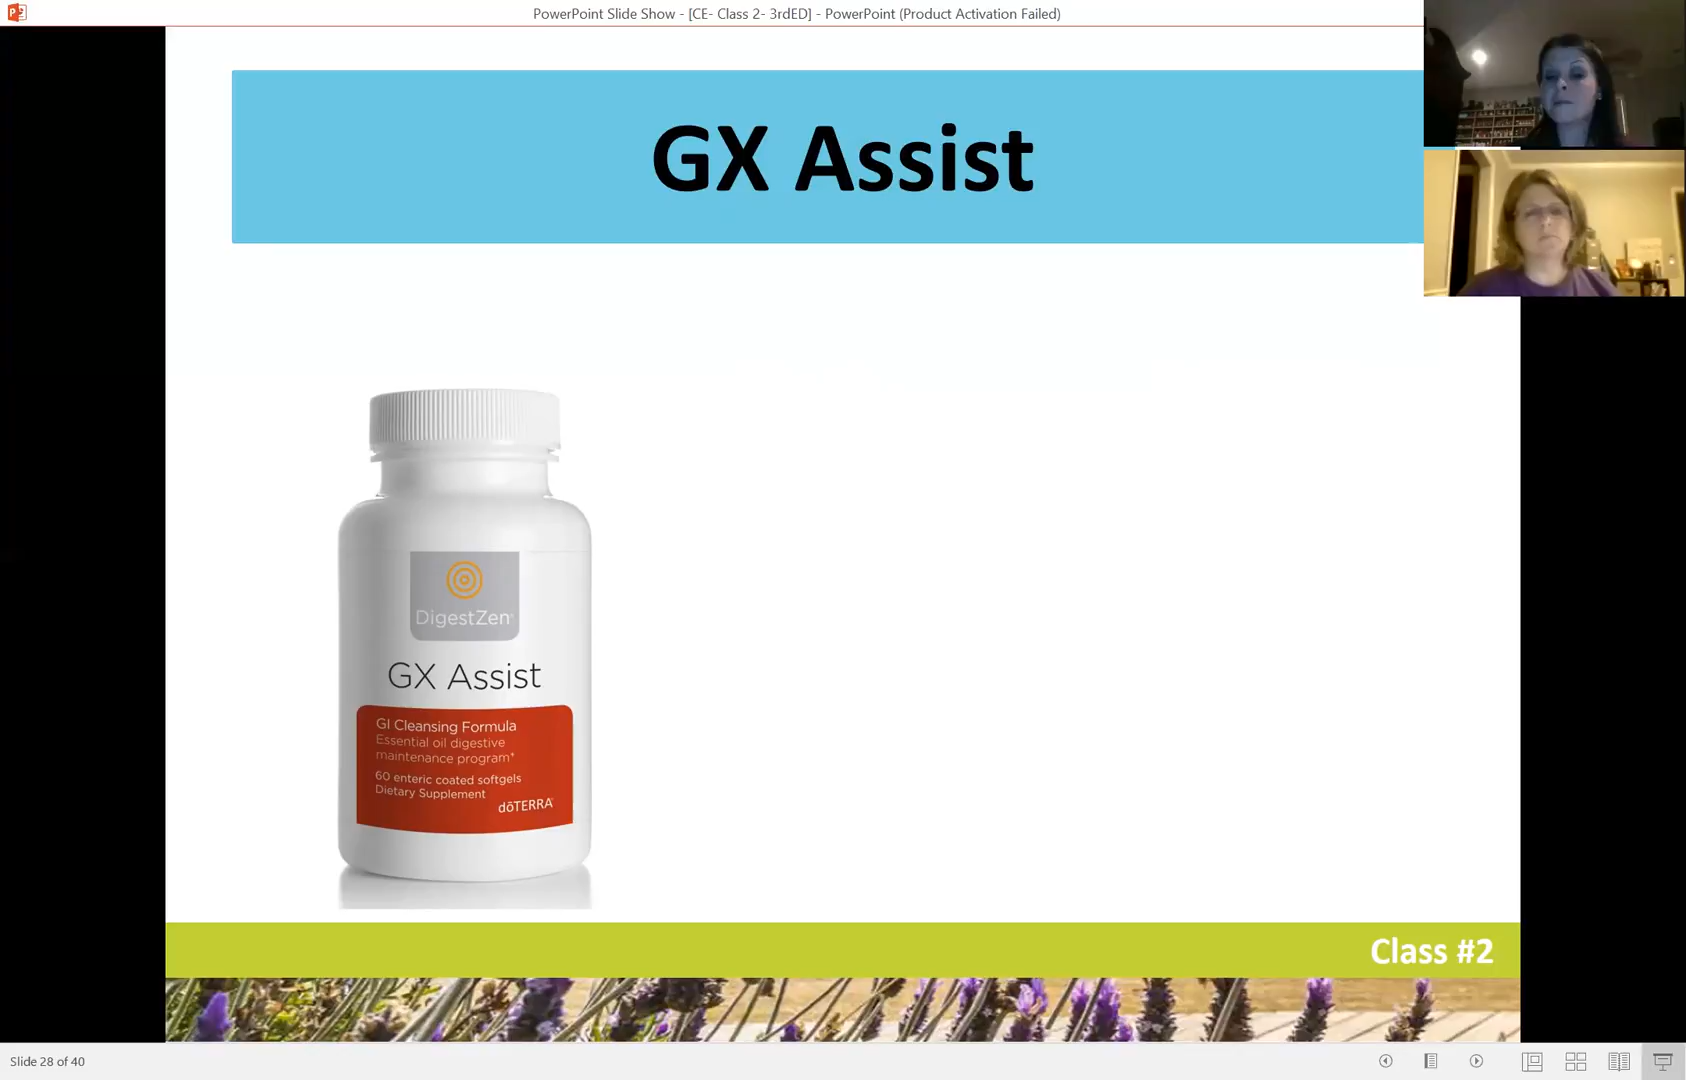 PowerPoint Slide Show - [CE- Class 2- 3rdED] - PowerPoint (Product Activation Failed)
GX Assist
DigestZen®
GX Assist
GI Cleansing Formula
Essential oil digestive
maintenance program*
60 enteric coated softgels
Dietary Supplement
dōTERRA®
Class #2
Slide 28 of 40